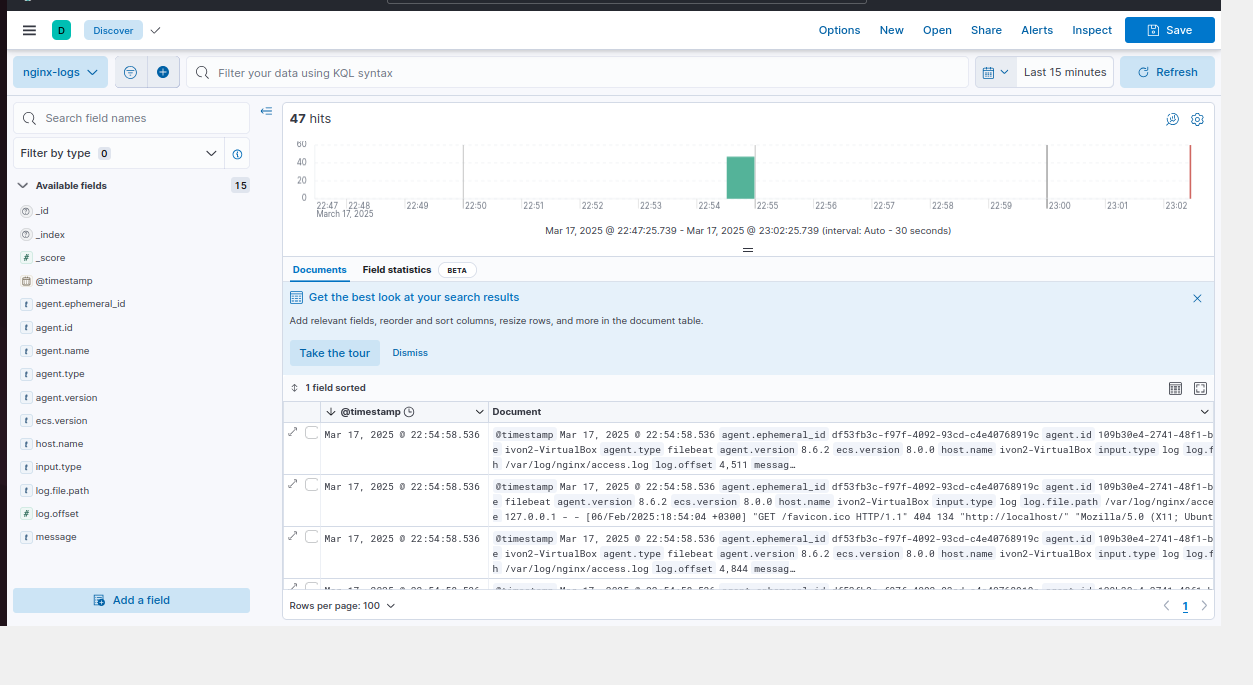 D Discover Options New Open Share Alerts Inspect Save
nginx-logs Filter your data using KQL syntax Last 15 minutes Refresh
Search field names
Filter by type 0
Available fields 15
_id
_index
_score
@timestamp
agent.ephemeral_id
agent.id
agent.name
agent.type
agent.version
ecs.version
host.name
input.type
log.file.path
log.offset
message
Add a field
47 hits
60
40
20
0
22:47 22:48 22:49 22:50 22:51 22:52 22:53 22:54 22:55 22:56 22:57 22:58 22:59 23:00 23:01 23:02
March 17, 2025
Mar 17, 2025 @ 22:47:25.739 - Mar 17, 2025 @ 23:02:25.739 (interval: Auto - 30 seconds)
Documents Field statistics BETA
Get the best look at your search results
Add relevant fields, reorder and sort columns, resize rows, and more in the document table.
Take the tour Dismiss
1 field sorted
@timestamp Document
Mar 17, 2025 @ 22:54:58.536 @timestamp Mar 17, 2025 @ 22:54:58.536 agent.ephemeral_id df53fb3c-f97f-4092-93cd-c4e40768919c agent.id 109b30e4-2741-48f1-b
e ivon2-VirtualBox agent.type filebeat agent.version 8.6.2 ecs.version 8.0.0 host.name ivon2-VirtualBox input.type log log.f
h /var/log/nginx/access.log log.offset 4,511 messag…
Mar 17, 2025 @ 22:54:58.536 @timestamp Mar 17, 2025 @ 22:54:58.536 agent.ephemeral_id df53fb3c-f97f-4092-93cd-c4e40768919c agent.id 109b30e4-2741-48f1-b
e filebeat agent.version 8.6.2 ecs.version 8.0.0 host.name ivon2-VirtualBox input.type log log.file.path /var/log/nginx/acce
e 127.0.0.1 - - [06/Feb/2025:18:54:04 +0300] "GET /favicon.ico HTTP/1.1" 404 134 "http://localhost/" "Mozilla/5.0 (X11; Ubunt
Mar 17, 2025 @ 22:54:58.536 @timestamp Mar 17, 2025 @ 22:54:58.536 agent.ephemeral_id df53fb3c-f97f-4092-93cd-c4e40768919c agent.id 109b30e4-2741-48f1-b
e ivon2-VirtualBox agent.type filebeat agent.version 8.6.2 ecs.version 8.0.0 host.name ivon2-VirtualBox input.type log log.f
h /var/log/nginx/access.log log.offset 4,844 messag…
Rows per page: 100 1